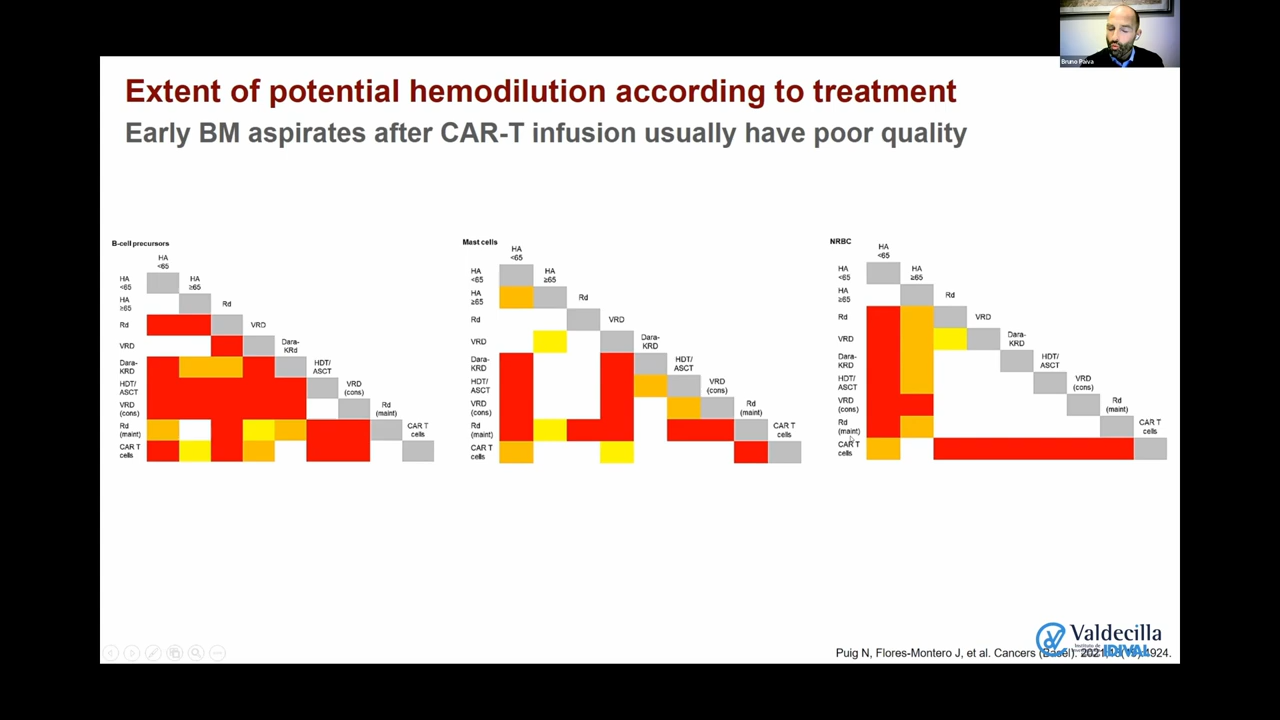 Bruno Paiva
Extent of potential hemodilution according to treatment
Early BM aspirates after CAR-T infusion usually have poor quality
B-cell precursors
HA
<65
HA
<65
HA
≥65
HA
≥65
Rd
Rd
VRD
VRD
Dara-
KRd
Dara-
KRD
HDT/
ASCT
HDT/
ASCT
VRD
(cons)
VRD
(cons)
Rd
(maint)
Rd
(maint)
CAR T
cells
CAR T
cells
Mast cells
HA
<65
HA
<65
HA
≥65
HA
≥65
Rd
Rd
VRD
VRD
Dara-
KRD
Dara-
KRD
HDT/
ASCT
HDT/
ASCT
VRD
(cons)
VRD
(cons)
Rd
(maint)
Rd
(maint)
CAR T
cells
CAR T
cells
NRBC
HA
<65
HA
<65
HA
≥65
HA
≥65
Rd
Rd
VRD
VRD
Dara-
KRD
Dara-
KRD
HDT/
ASCT
HDT/
ASCT
VRD
(cons)
VRD
(cons)
Rd
(maint)
Rd
(maint)
CAR T
cells
CAR T
cells
Valdecilla
IDIVAL
Puig N, Flores-Montero J, et al. Cancers (Basel). 2021 4924.